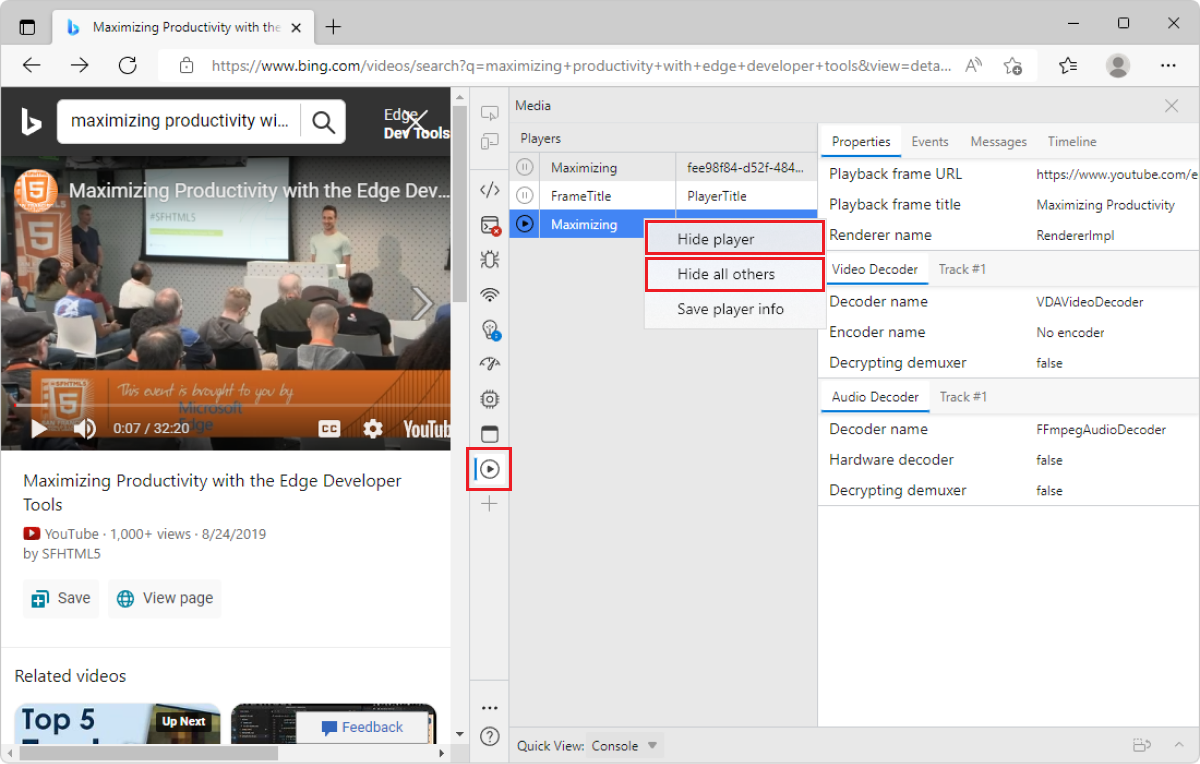 Maximizing Productivity with the
https://www.bing.com/videos/search?q=maximizing+productivity+with+edge+developer+tools&view=deta...
maximizing productivity wi...
Edge
Dev Tools
Maximizing Productivity with the Edge Dev...
#SFHTML5
This event is brought to you by
Microsoft
Edge
0:07 / 32:20
CC
YouTub
Maximizing Productivity with the Edge Developer
Tools
YouTube · 1,000+ views · 8/24/2019
by SFHTML5
Save
View page
Related videos
Top 5
Up Next
Feedback
Media
Players
Maximizing fee98f84-d52f-484...
FrameTitle PlayerTitle
Maximizing
Hide player
Hide all others
Save player info
Properties Events Messages Timeline
Playback frame URL https://www.youtube.com/e
Playback frame title Maximizing Productivity
Renderer name RendererImpl
Video Decoder Track #1
Decoder name VDAVideoDecoder
Encoder name No encoder
Decrypting demuxer false
Audio Decoder Track #1
Decoder name FFmpegAudioDecoder
Hardware decoder false
Decrypting demuxer false
Quick View: Console